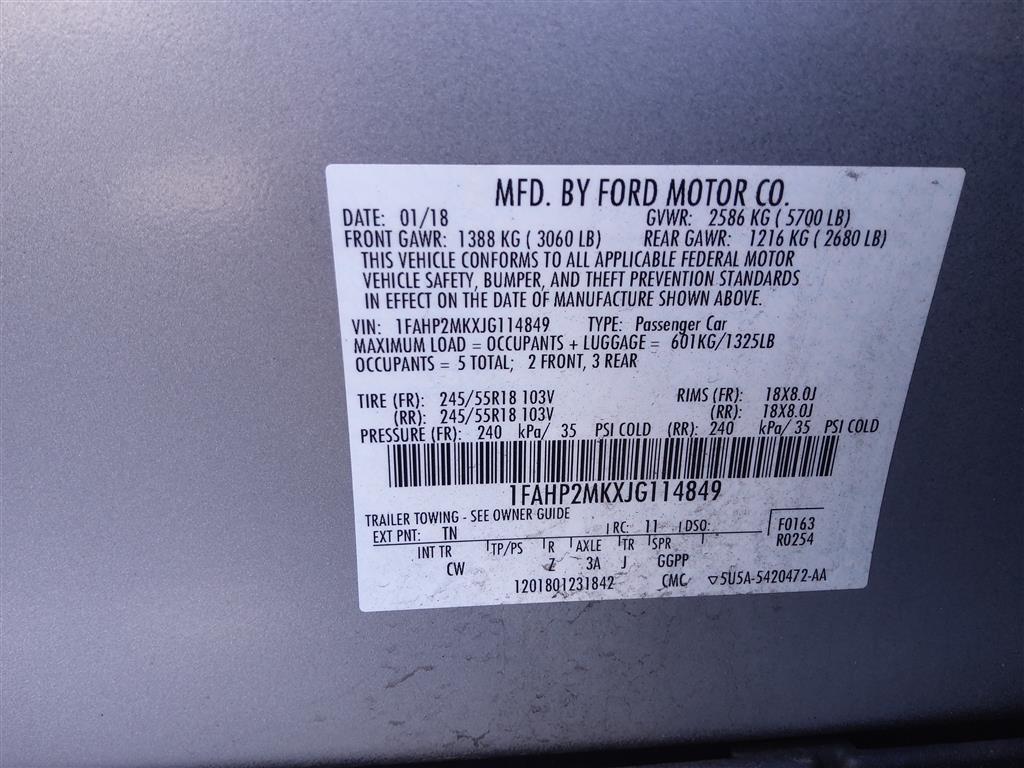 MFD. BY FORD MOTOR CO.
DATE: 01/18 GVWR: 2586 KG ( 5700 LB)
FRONT GAWR: 1388 KG ( 3060 LB) REAR GAWR: 1216 KG ( 2680 LB)
THIS VEHICLE CONFORMS TO ALL APPLICABLE FEDERAL MOTOR
VEHICLE SAFETY, BUMPER, AND THEFT PREVENTION STANDARDS
IN EFFECT ON THE DATE OF MANUFACTURE SHOWN ABOVE.
VIN: 1FAHP2MKXJG114849 TYPE: Passenger Car
MAXIMUM LOAD = OCCUPANTS + LUGGAGE = 601KG/1325LB
OCCUPANTS = 5 TOTAL; 2 FRONT, 3 REAR
TIRE (FR): 245/55R18 103V RIMS (FR): 18X8.0J
(RR): 245/55R18 103V (RR): 18X8.0J
PRESSURE (FR): 240 kPa/ 35 PSI COLD (RR): 240 kPa/ 35 PSI COLD
1FAHP2MKXJG114849
TRAILER TOWING - SEE OWNER GUIDE
EXT PNT: TN RC: 11 DSO: F0163
R0254
INT TR TP/PS R AXLE TR SPR
CW Z 3A J GGPP
1201801231842 CMC ▽5U5A-5420472-AA